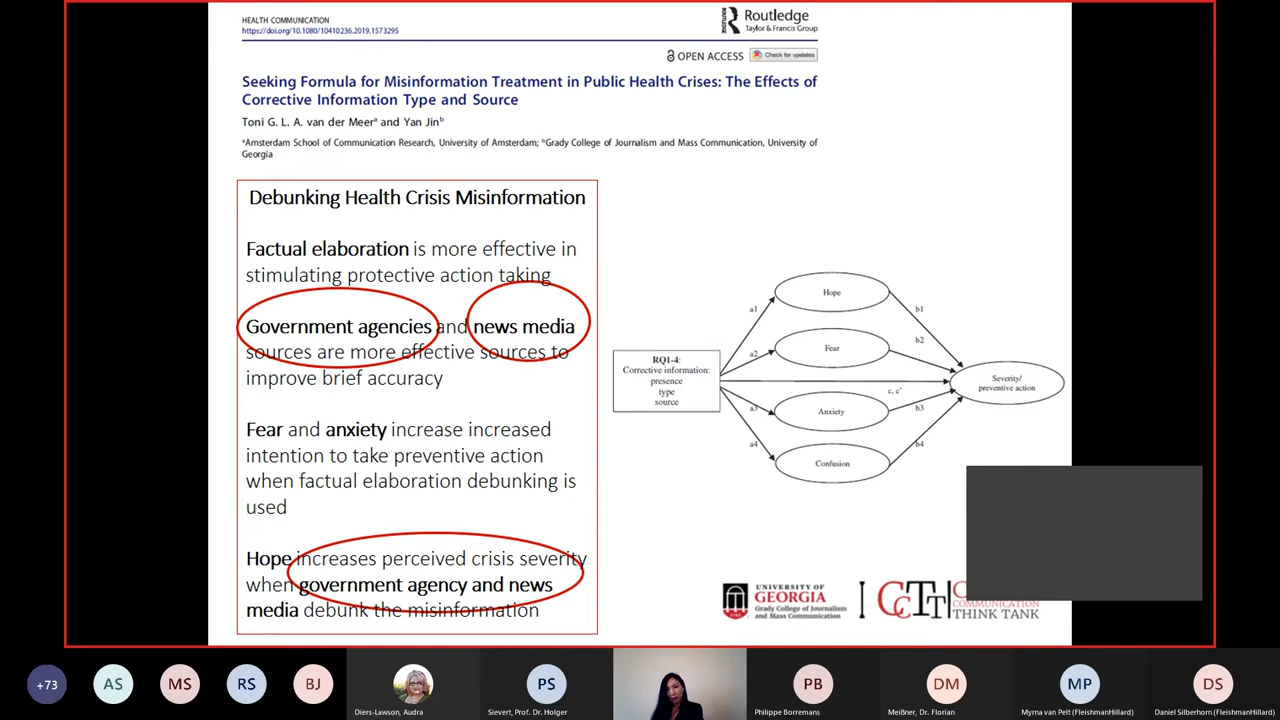 HEALTH COMMUNICATION
https://doi.org/10.1080/10410236.2019.1573295
ROUTLEDGE
Routledge
Taylor & Francis Group
OPEN ACCESS
Check for updates
Seeking Formula for Misinformation Treatment in Public Health Crises: The Effects of
Corrective Information Type and Source
Toni G. L. A. van der Meerᵃ and Yan Jinᵇ
ᵃAmsterdam School of Communication Research, University of Amsterdam; ᵇGrady College of Journalism and Mass Communication, University of
Georgia
Debunking Health Crisis Misinformation
Factual elaboration is more effective in
stimulating protective action taking
Government agencies and news media
sources are more effective sources to
improve brief accuracy
Fear and anxiety increase increased
intention to take preventive action
when factual elaboration debunking is
used
Hope increases perceived crisis severity
when government agency and news
media debunk the misinformation
RQ1-4:
Corrective information:
presence
type
source
a1
a2
a3
a4
Hope
Fear
Anxiety
Confusion
b1
b2
c, c'
b3
b4
Severity/
preventive action
UNIVERSITY OF
GEORGIA
Grady College of Journalism
and Mass Communication
CCTT
COMMUNICATION
THINK TANK
+73
AS
MS
RS
BJ
Diers-Lawson, Audra
PS
Sievert, Prof. Dr. Holger
PB
Philippe Borremans
DM
Meißner, Dr. Florian
MP
Myrna van Pelt (FleishmanHillard)
DS
Daniel Silberhorn (FleishmanHillard)